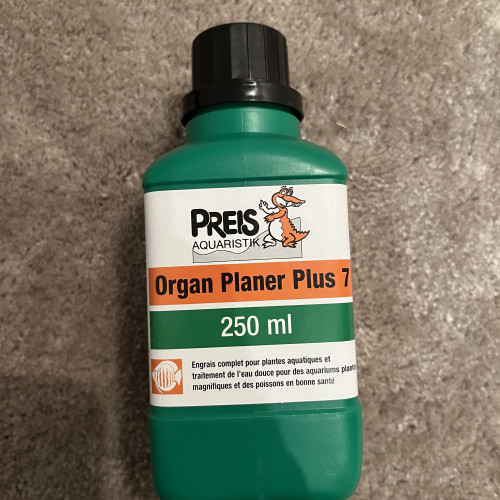 PREIS
AQUARISTIK
Organ Planer Plus 7
250 ml
Engrais complet pour plantes aquatiques et
traitement de l'eau douce pour des aquariums
magnifiques et des poissons en bonne santé